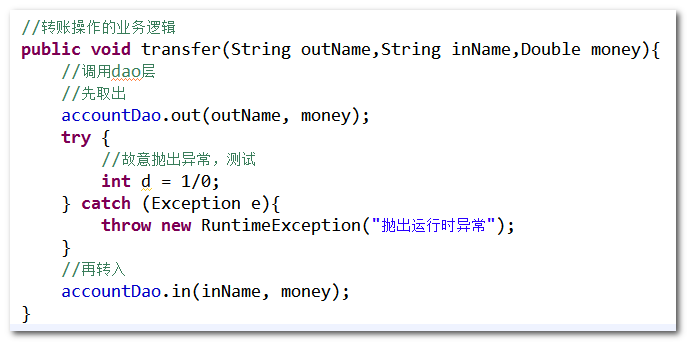 //转账操作的业务逻辑
public void transfer(String outName,String inName,Double money){
    //调用dao层
    //先取出
    accountDao.out(outName, money);
    try {
        //故意抛出异常，测试
        int d = 1/0;
    } catch (Exception e){
        throw new RuntimeException("抛出运行时异常");
    }
    //再转入
    accountDao.in(inName, money);
}